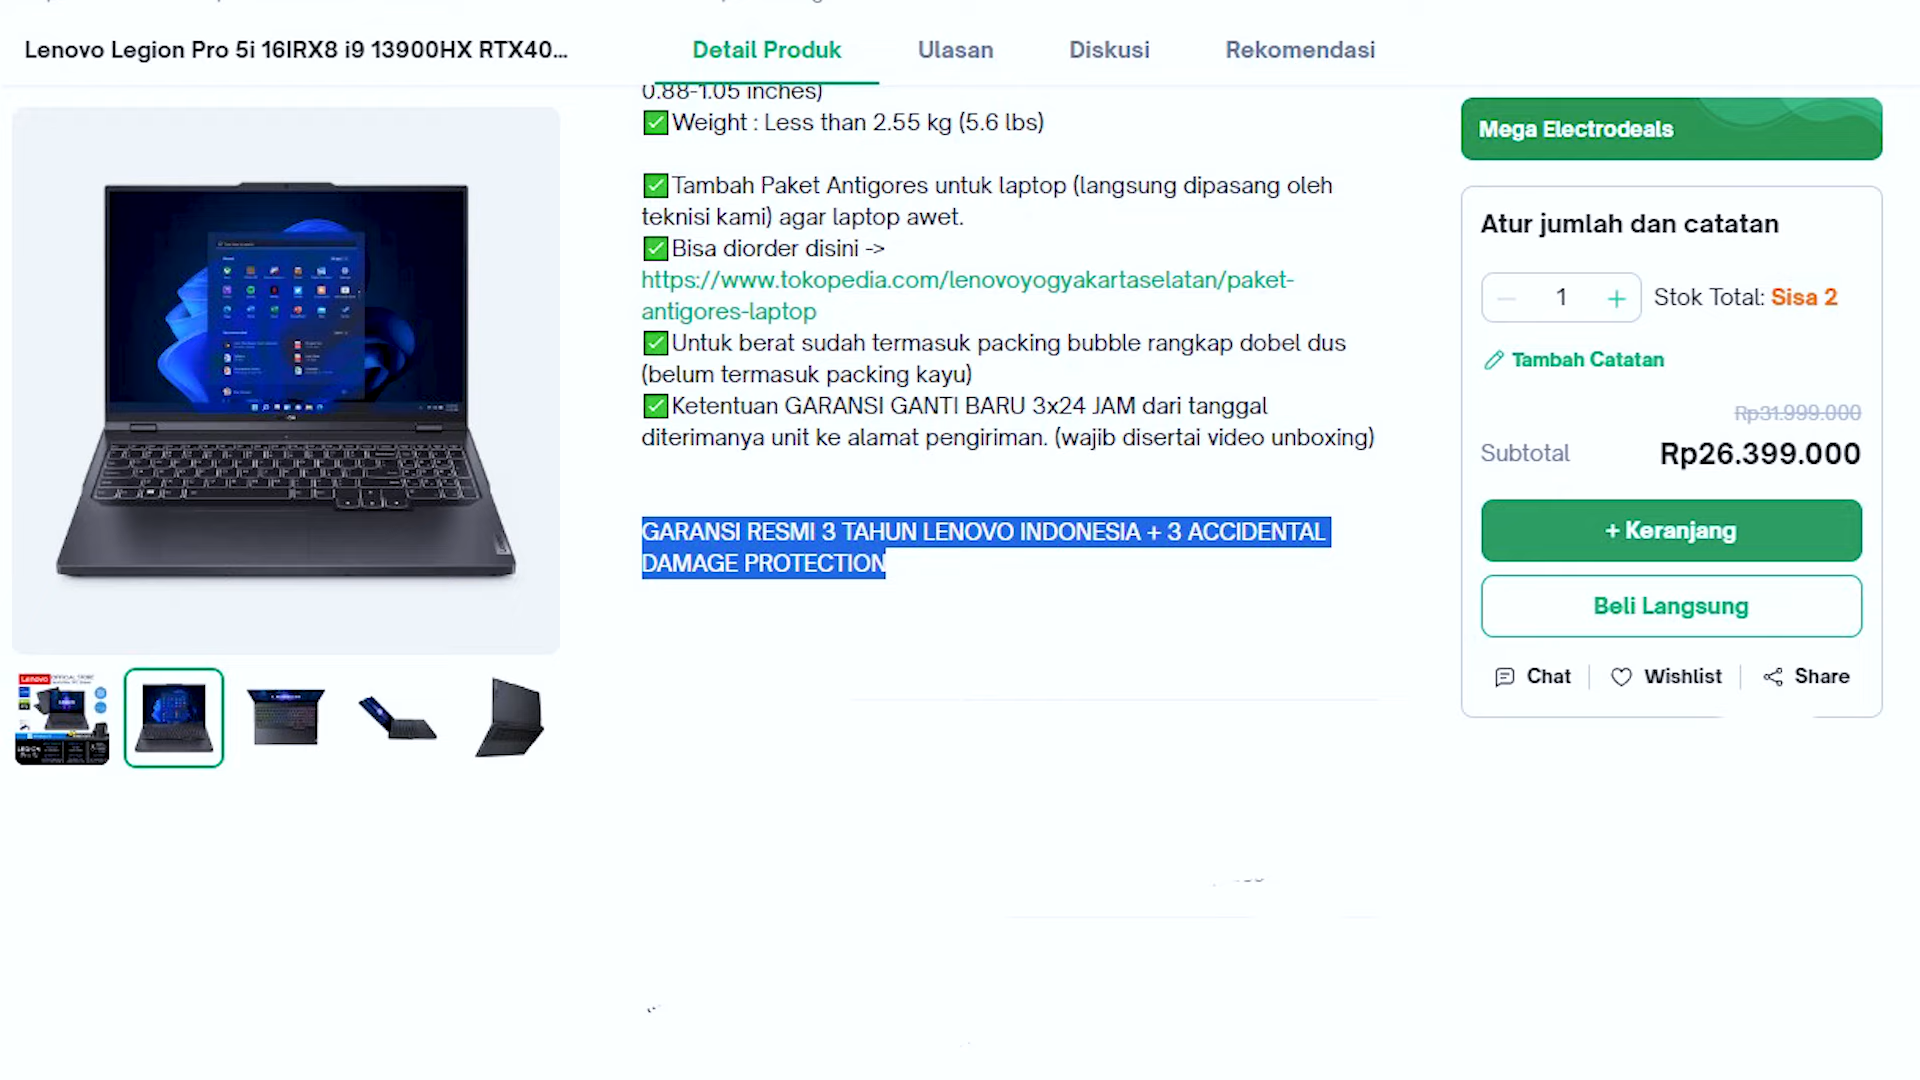 Lenovo Legion Pro 5i 16IRX8 i9 13900HX RTX40...
Detail Produk
Ulasan
Diskusi
Rekomendasi
0.88-1.05 inches)
✅Weight : Less than 2.55 kg (5.6 lbs)
✅Tambah Paket Antigores untuk laptop (langsung dipasang oleh
teknisi kami) agar laptop awet.
✅Bisa diorder disini ->
https://www.tokopedia.com/lenovoyogyakartaselatan/paket-
antigores-laptop
✅Untuk berat sudah termasuk packing bubble rangkap dobel dus
(belum termasuk packing kayu)
✅Ketentuan GARANSI GANTI BARU 3x24 JAM dari tanggal
diterimanya unit ke alamat pengiriman. (wajib disertai video unboxing)
GARANSI RESMI 3 TAHUN LENOVO INDONESIA + 3 ACCIDENTAL
DAMAGE PROTECTION
Mega Electrodeals
Atur jumlah dan catatan
1 + Stok Total: Sisa 2
Tambah Catatan
Rp31.999.000
Subtotal Rp26.399.000
+ Keranjang
Beli Langsung
Chat
Wishlist
Share
Lenovo